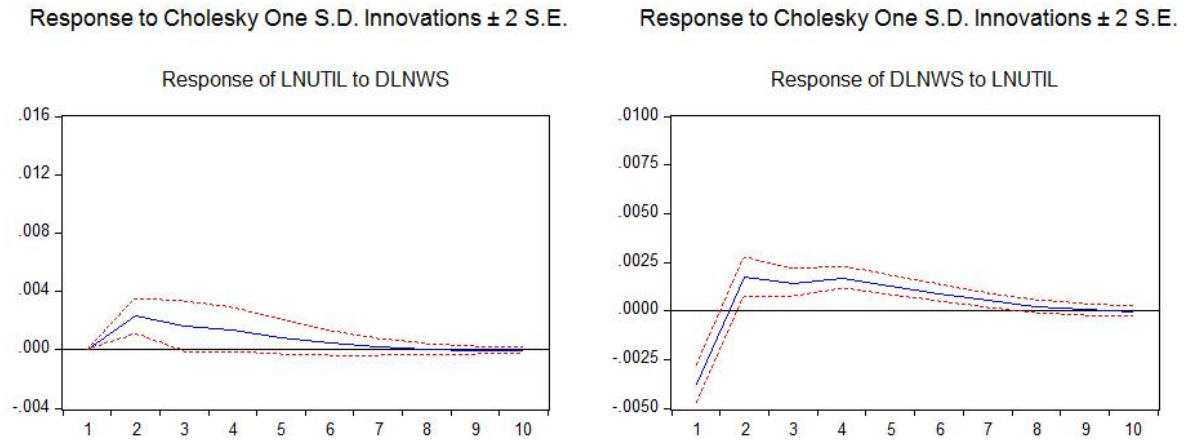 Response to Cholesky One S.D. Innovations ± 2 S.E.
Response of LNUTIL to DLNWS
.016
.012
.008
.004
.000
-.004
1 2 3 4 5 6 7 8 9 10
Response to Cholesky One S.D. Innovations ± 2 S.E.
Response of DLNWS to LNUTIL
.0100
.0075
.0050
.0025
.0000
-.0025
-.0050
1 2 3 4 5 6 7 8 9 10